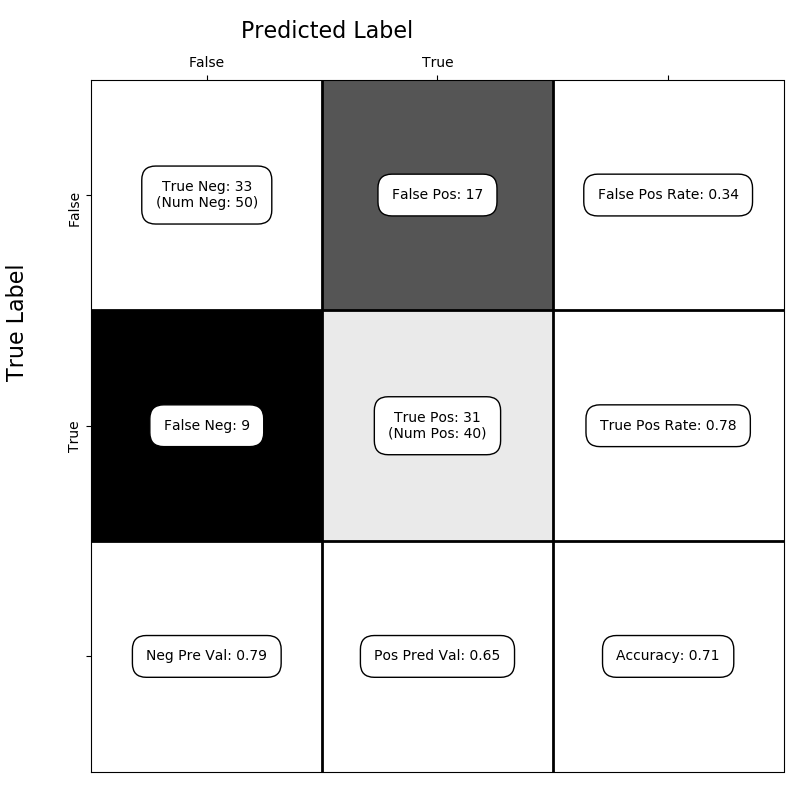 Predicted Label
False
True
True Label
False
True Neg: 33
(Num Neg: 50)
False Pos: 17
False Pos Rate: 0.34
True
False Neg: 9
True Pos: 31
(Num Pos: 40)
True Pos Rate: 0.78
Neg Pre Val: 0.79
Pos Pred Val: 0.65
Accuracy: 0.71